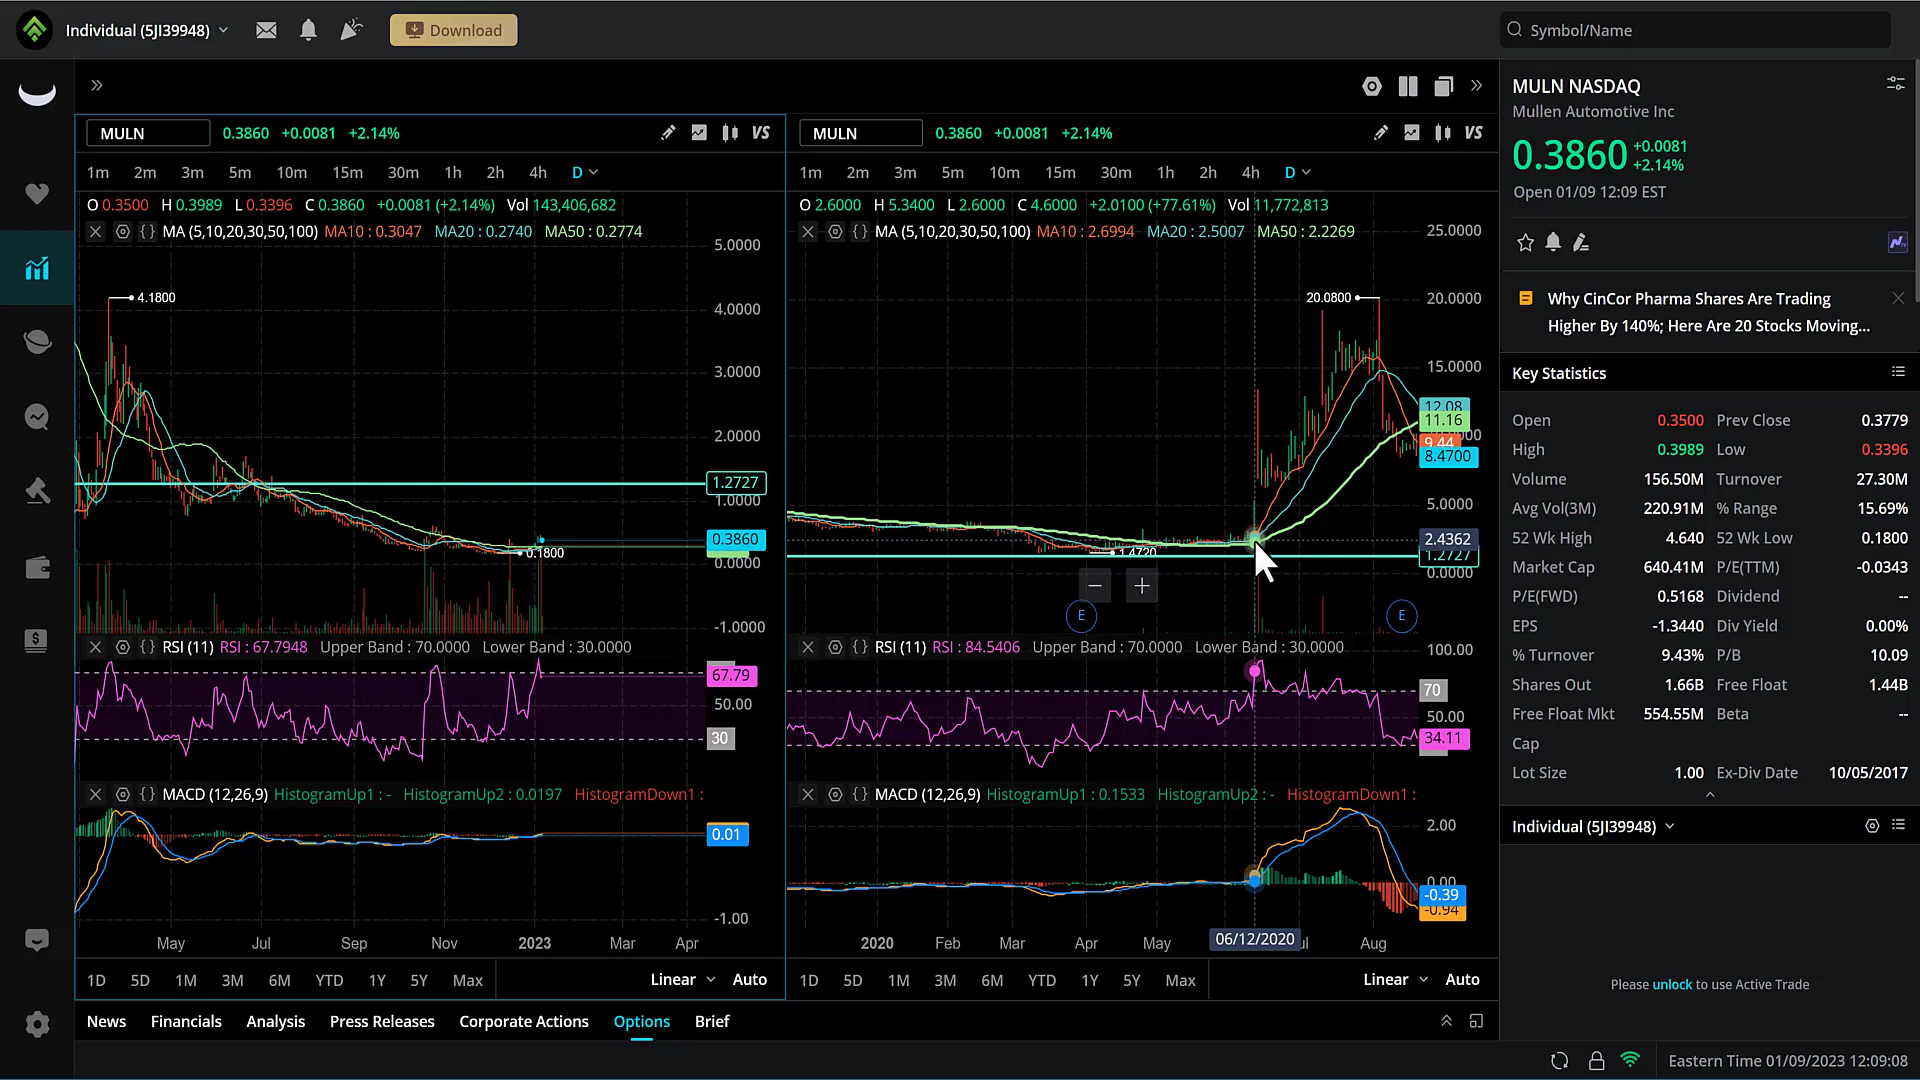 Individual (5JI39948)
Download
Symbol/Name
MULN 0.3860 +0.0081 +2.14% VS
1m 2m 3m 5m 10m 15m 30m 1h 2h 4h D
O 0.3500 H 0.3989 L 0.3396 C 0.3860 +0.0081 (+2.14%) Vol 143,406,682
MA (5,10,20,30,50,100) MA10 : 0.3047 MA20 : 0.2740 MA50 : 0.2774
5.0000
4.1800
4.0000
3.0000
2.0000
1.2727
1.0000
0.3860
0.1800
0.0000
-1.0000
RSI (11) RSI : 67.7948 Upper Band : 70.0000 Lower Band : 30.0000
67.79
50.00
30
MACD (12,26,9) HistogramUp1 : - HistogramUp2 : 0.0197 HistogramDown1 :
0.01
-1.00
May Jul Sep Nov 2023 Mar Apr
1D 5D 1M 3M 6M YTD 1Y 5Y Max Linear Auto
MULN 0.3860 +0.0081 +2.14% VS
1m 2m 3m 5m 10m 15m 30m 1h 2h 4h D
O 2.6000 H 5.3400 L 2.6000 C 4.6000 +2.0100 (+77.61%) Vol 11,772,813
MA (5,10,20,30,50,100) MA10 : 2.6994 MA20 : 2.5007 MA50 : 2.2269
25.0000
20.0800
20.0000
15.0000
12.08
11.16
9.44
8.4700
5.0000
2.4362
1.2727
1.4720
0.0000
E E
RSI (11) RSI : 84.5406 Upper Band : 70.0000 Lower Band : 30.0000
100.00
70
50.00
34.11
MACD (12,26,9) HistogramUp1 : 0.1533 HistogramUp2 : - HistogramDown1 :
2.00
0.00
-0.39
-0.94
2020 Feb Mar Apr May 06/12/2020 Aug
1D 5D 1M 3M 6M YTD 1Y 5Y Max Linear Auto
News Financials Analysis Press Releases Corporate Actions Options Brief
MULN NASDAQ
Mullen Automotive Inc
0.3860 +0.0081
+2.14%
Open 01/09 12:09 EST
Why CinCor Pharma Shares Are Trading
Higher By 140%; Here Are 20 Stocks Moving...
Key Statistics
Open 0.3500 Prev Close 0.3779
High 0.3989 Low 0.3396
Volume 156.50M Turnover 27.30M
Avg Vol(3M) 220.91M % Range 15.69%
52 Wk High 4.640 52 Wk Low 0.1800
Market Cap 640.41M P/E(TTM) -0.0343
P/E(FWD) 0.5168 Dividend --
EPS -1.3440 Div Yield 0.00%
% Turnover 9.43% P/B 10.09
Shares Out 1.66B Free Float 1.44B
Free Float Mkt 554.55M Beta --
Cap
Lot Size 1.00 Ex-Div Date 10/05/2017
Individual (5JI39948)
Please unlock to use Active Trade
Eastern Time 01/09/2023 12:09:08